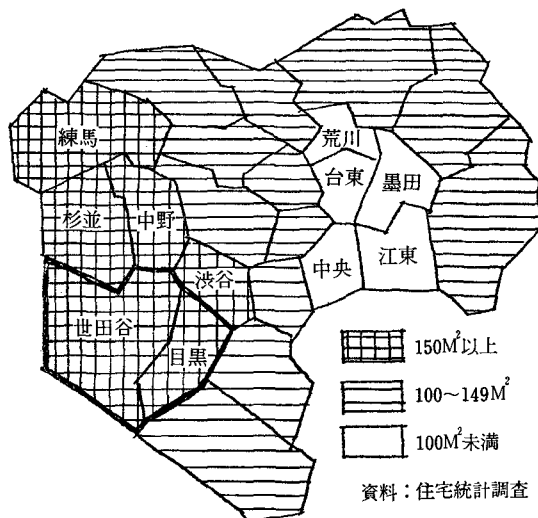 練馬
荒川
台東
墨田
杉並
中野
渋谷
中央
江東
世田谷
目黒
150M²以上
100～149M²
100M²未満
資料：住宅統計調査